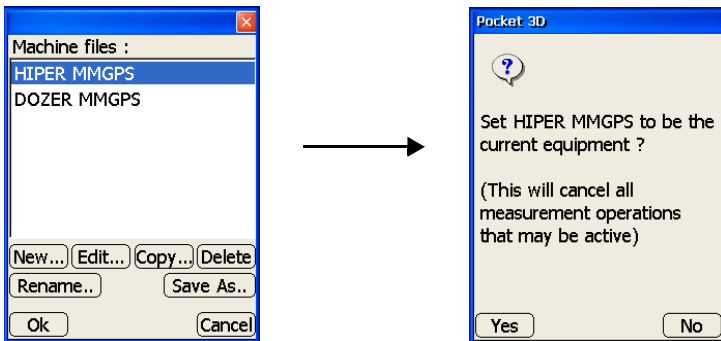 Machine files :
HIPER MMGPS
DOZER MMGPS
New... Edit... Copy... Delete
Rename.. Save As..
Ok Cancel
Pocket 3D
?
Set HIPER MMGPS to be the
current equipment ?
(This will cancel all
measurement operations
that may be active)
Yes No